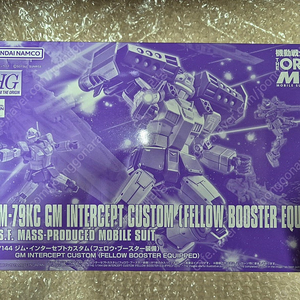 BANDAI NAMCO
HG
機動戦士
THE ORI
M-79KC GM INTERCEPT CUSTOM (FELLOW BOOSTER EQUI
S.F. MASS-PRODUCED MOBILE SUIT
1/144 ジム・インターセプトカスタム(フェロウ・ブースター装備)
GM INTERCEPT CUSTOM (FELLOW BOOSTER EQUIPPED)